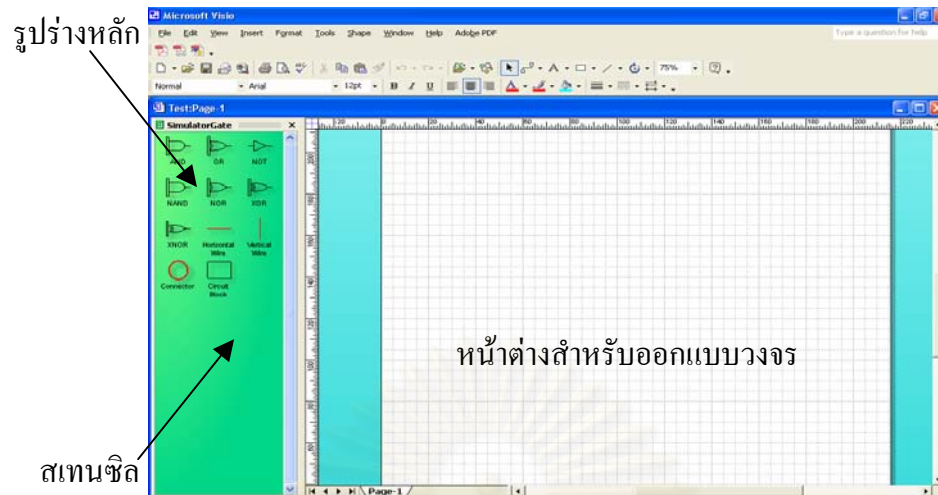 Microsoft Visio
File Edit View Insert Format Tools Shape Window Help Adobe PDF
Type a question for help
75%
Normal Arial 12pt B I U A
Test:Page-1
SimulatorGate
AND OR NOT
NAND NOR XOR
XNOR Horizontal Wire Vertical Wire
Connector Circuit Block
รูปร่างหลัก
หน้าต่างสำหรับออกแบบวงจร
สเทนซิล
Page-1